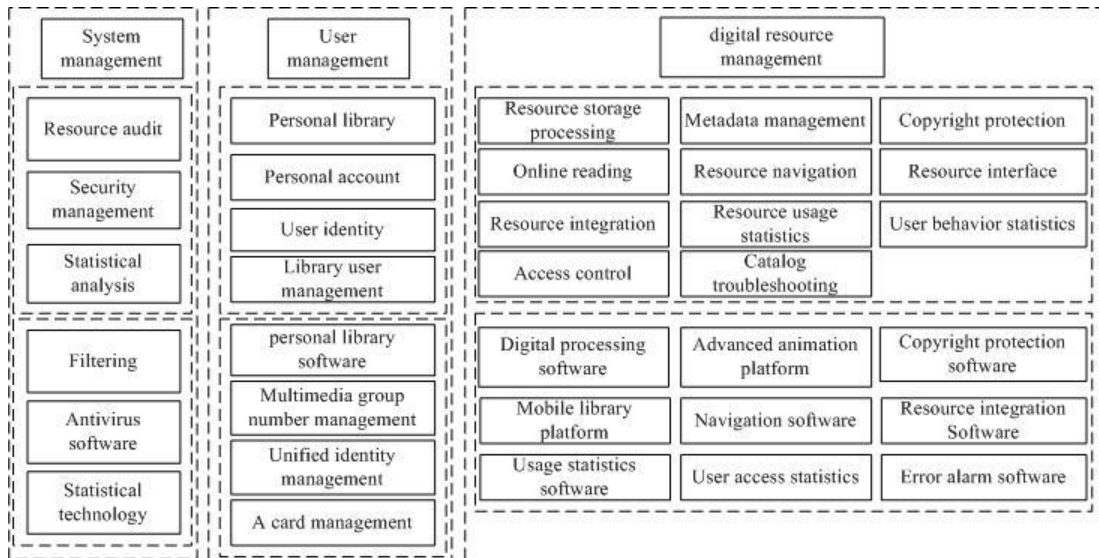 System
management
Resource audit
Security
management
Statistical
analysis
Filtering
Antivirus
software
Statistical
technology
User
management
Personal library
Personal account
User identity
Library user
management
personal library
software
Multimedia group
number management
Unified identity
management
A card management
digital resource
management
Resource storage
processing
Metadata management
Copyright protection
Online reading
Resource navigation
Resource interface
Resource integration
Resource usage
statistics
User behavior statistics
Access control
Catalog
troubleshooting
Digital processing
software
Advanced animation
platform
Copyright protection
software
Mobile library
platform
Navigation software
Resource integration
Software
Usage statistics
software
User access statistics
Error alarm software